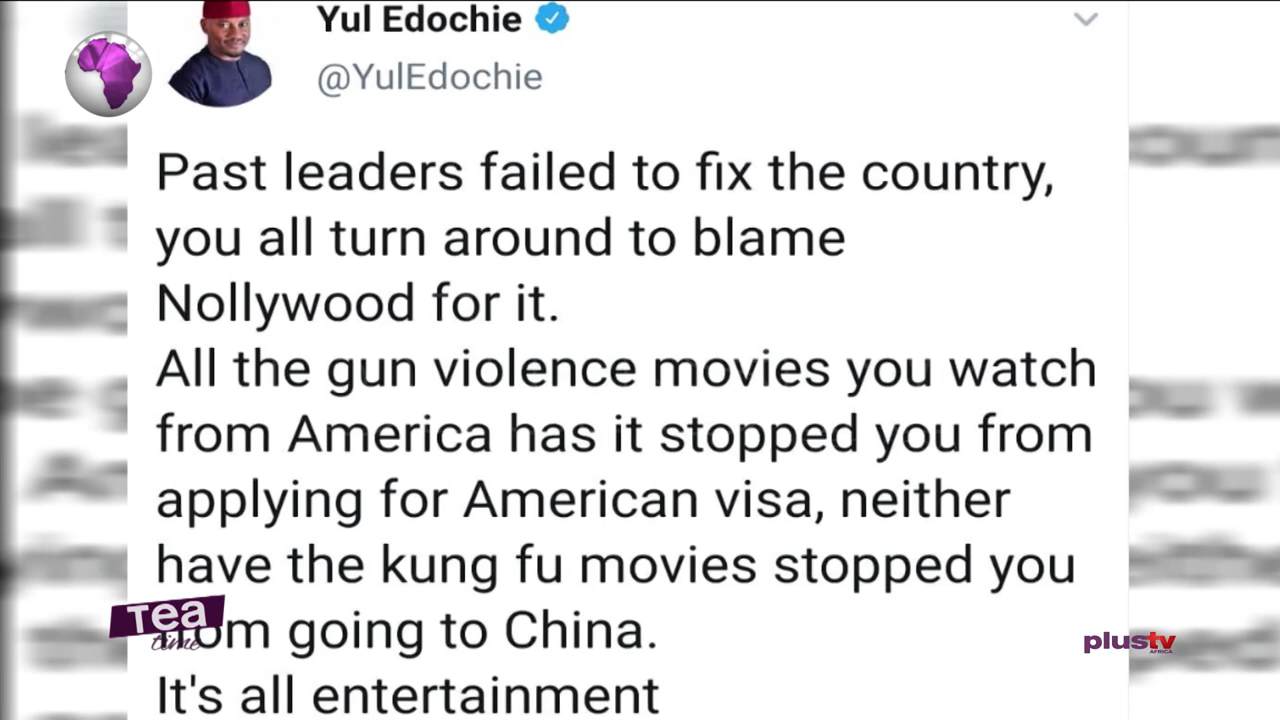 Yul Edochie
@YulEdochie
Past leaders failed to fix the country,
you all turn around to blame
Nollywood for it.
All the gun violence movies you watch
from America has it stopped you from
applying for American visa, neither
have the kung fu movies stopped you
from going to China.
It's all entertainment
Tea
time
plustv
AFRICA